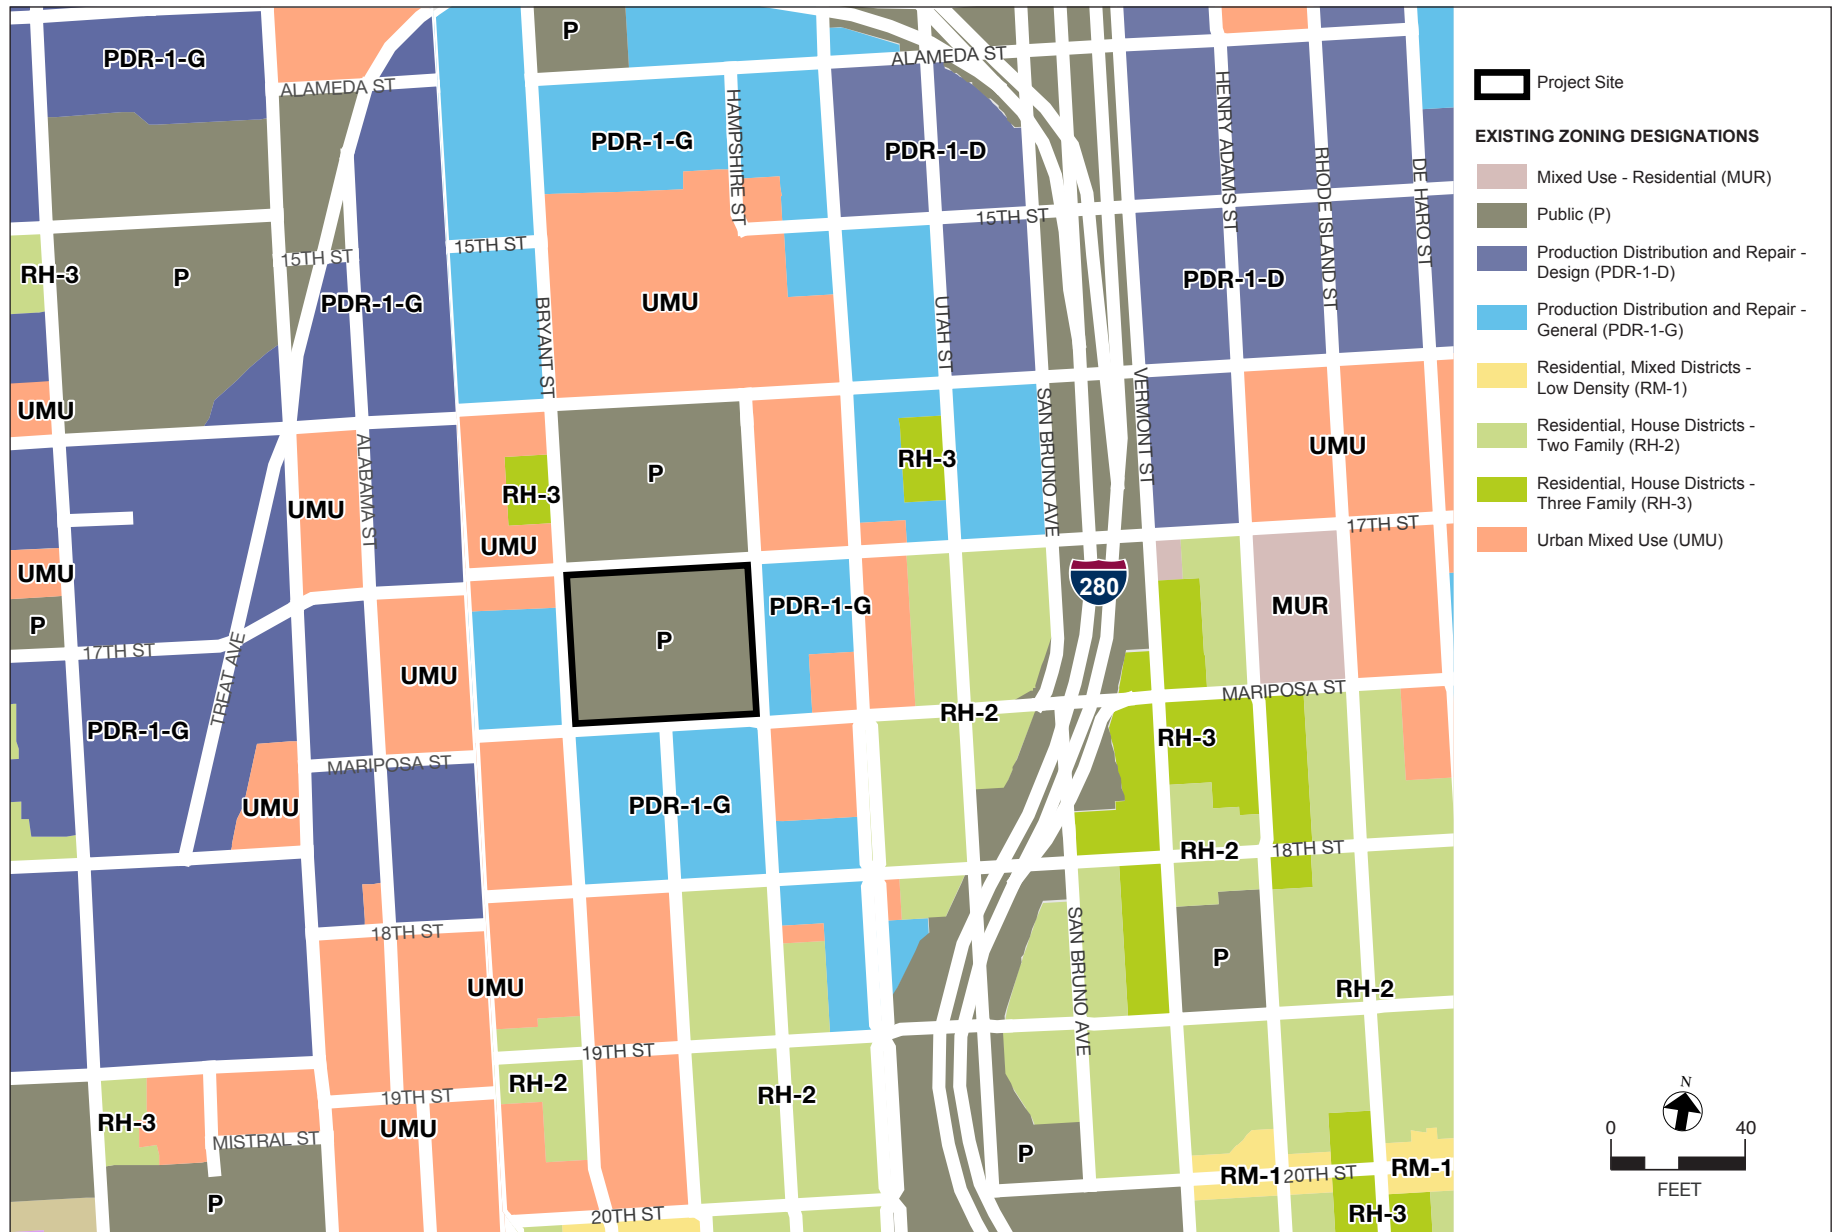 P
PDR-1-G
ALAMEDA ST
ALAMEDA ST
HAMPSHIRE ST
HENRY ADAMS ST
PDR-1-G
PDR-1-D
RHODE ISLAND ST
DE HARO ST
15TH ST
15TH ST
15TH ST
RH-3
P
PDR-1-G
UMU
PDR-1-D
BRYANT ST
UTAH ST
VERMONT ST
SAN BRUNO AVE
UMU
ALABAMA ST
UMU
RH-3
P
RH-3
UMU
RH-3
UMU
17TH ST
UMU
280
P
PDR-1-G
MUR
P
17TH ST
TREAT AVE
UMU
MARIPOSA ST
RH-2
PDR-1-G
RH-3
MARIPOSA ST
UMU
PDR-1-G
RH-2
18TH ST
18TH ST
SAN BRUNO AVE
P
UMU
RH-2
19TH ST
RH-2
19TH ST
RH-2
RH-3
UMU
MISTRAL ST
P
RM-1
20TH ST
RM-1
P
20TH ST
RH-3
Project Site
EXISTING ZONING DESIGNATIONS
Mixed Use - Residential (MUR)
Public (P)
Production Distribution and Repair -
Design (PDR-1-D)
Production Distribution and Repair -
General (PDR-1-G)
Residential, Mixed Districts -
Low Density (RM-1)
Residential, House Districts -
Two Family (RH-2)
Residential, House Districts -
Three Family (RH-3)
Urban Mixed Use (UMU)
N
0 40
FEET